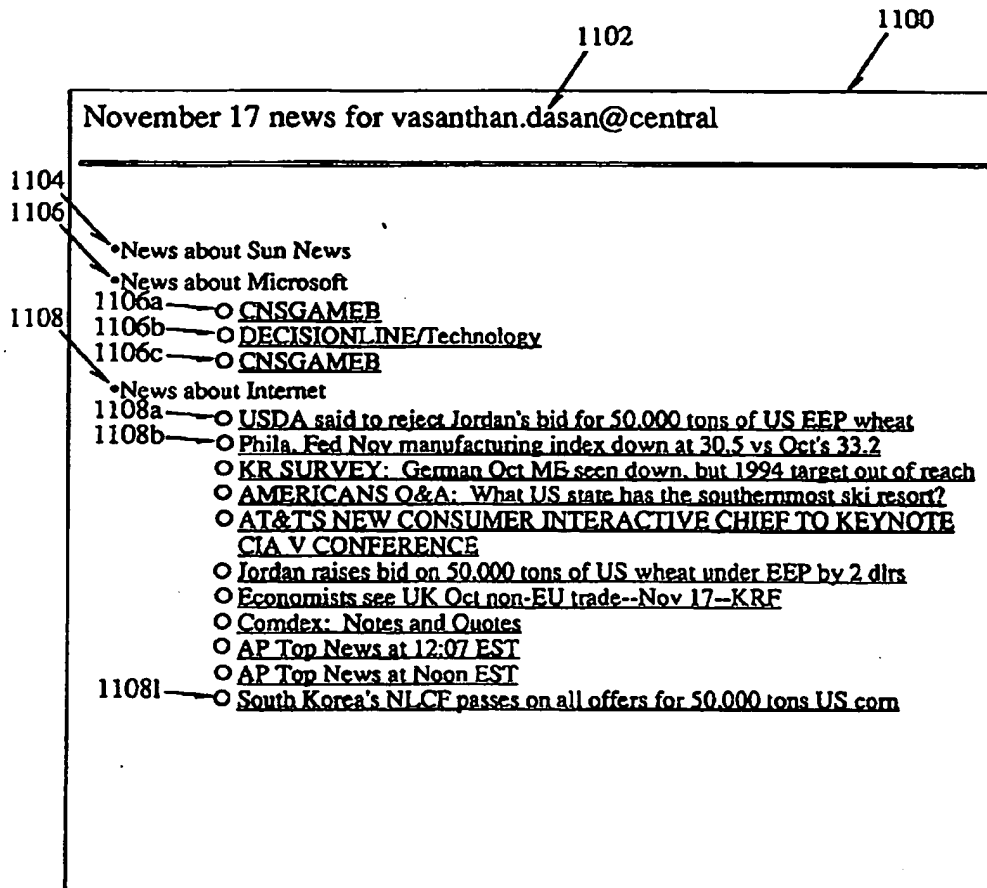 1102
1100
November 17 news for vasanthan.dasan@central
1104
1106
•News about Sun News
•News about Microsoft
1106a
CNSGAMEB
1108
1106b
DECISIONLINE/Technology
1106c
CNSGAMEB
•News about Internet
1108a
USDA said to reject Jordan's bid for 50.000 tons of US EEP wheat
1108b
Phila. Fed Nov manufacturing index down at 30.5 vs Oct's 33.2
KR SURVEY: German Oct ME seen down, but 1994 target out of reach
AMERICANS Q&A: What US state has the southernmost ski resort?
AT&T'S NEW CONSUMER INTERACTIVE CHIEF TO KEYNOTE
CIA V CONFERENCE
Jordan raises bid on 50.000 tons of US wheat under EEP by 2 dlrs
Economists see UK Oct non-EU trade--Nov 17--KRF
Comdex: Notes and Quotes
AP Top News at 12:07 EST
AP Top News at Noon EST
1108l
South Korea's NLCF passes on all offers for 50.000 tons US corn